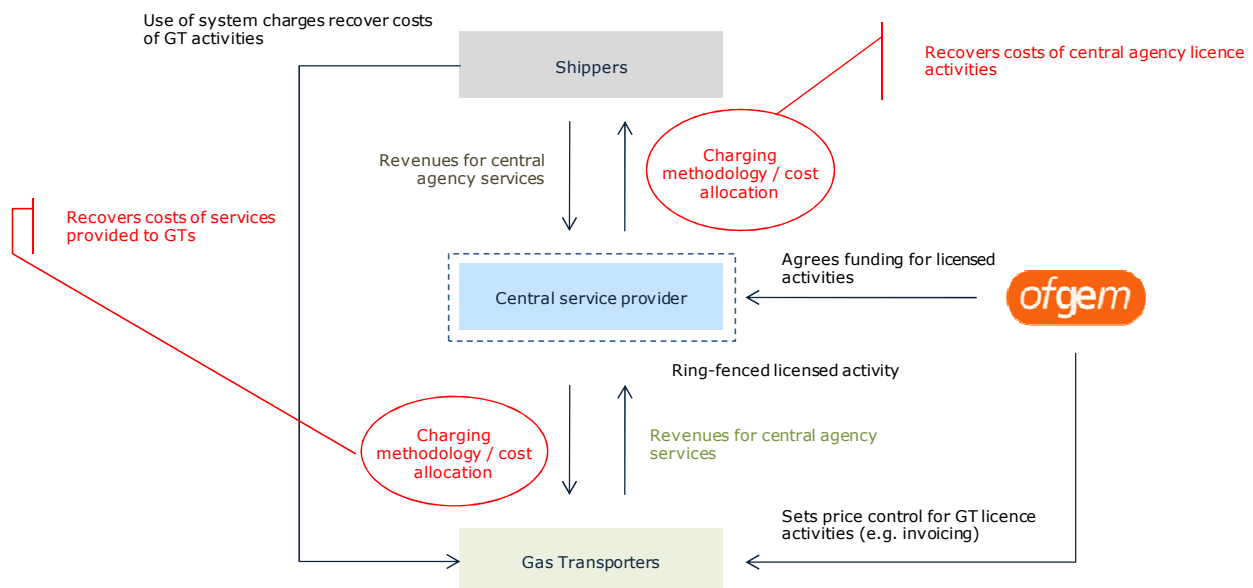 Use of system charges recover costs
of GT activities
Shippers
Recovers costs of central agency licence
activities
Revenues for central
agency services
Charging
methodology / cost
allocation
Recovers costs of services
provided to GTs
Agrees funding for licensed
activities
Central service provider
ofgem
Ring-fenced licensed activity
Charging
methodology / cost
allocation
Revenues for central agency
services
Sets price control for GT licence
activities (e.g. invoicing)
Gas Transporters